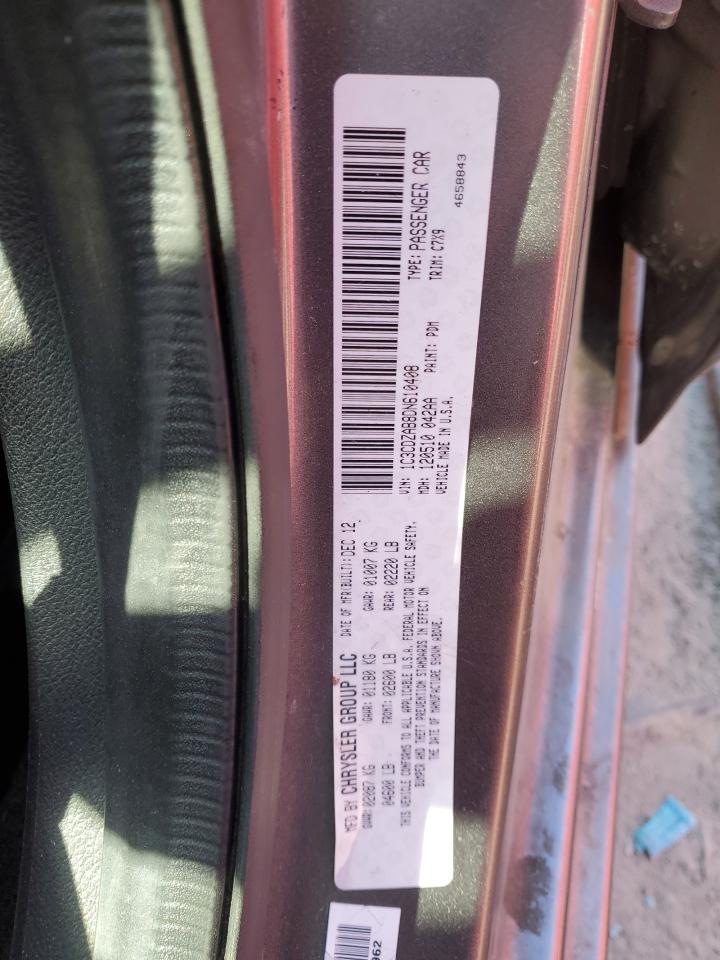 MFD BY CHRYSLER GROUP LLC DATE OF MFR(BUILT): DEC 12
GVWR: 02087 KG GAWR: 01180 KG GAWR: 01007 KG
04600 LB FRONT: 02600 LB REAR: 02220 LB
THIS VEHICLE CONFORMS TO ALL APPLICABLE U.S.A. FEDERAL MOTOR VEHICLE SAFETY,
BUMPER AND THEFT PREVENTION STANDARDS IN EFFECT ON
THE DATE OF MANUFACTURE SHOWN ABOVE.
VIN: 1C3CDZAB8DN610408 TYPE: PASSENGER CAR
MDH: 120510 042AA PAINT: PDM TRIM: C7X9
VEHICLE MADE IN U.S.A.
4658843